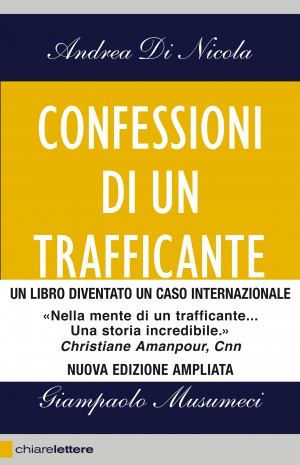 Andrea Di Nicola
CONFESSIONI
DI UN
TRAFFICANTE
UN LIBRO DIVENTATO UN CASO INTERNAZIONALE
«Nella mente di un trafficante...
Una storia incredibile.»
Christiane Amanpour, Cnn
NUOVA EDIZIONE AMPLIATA
Giampaolo Musumeci
chiarelettere